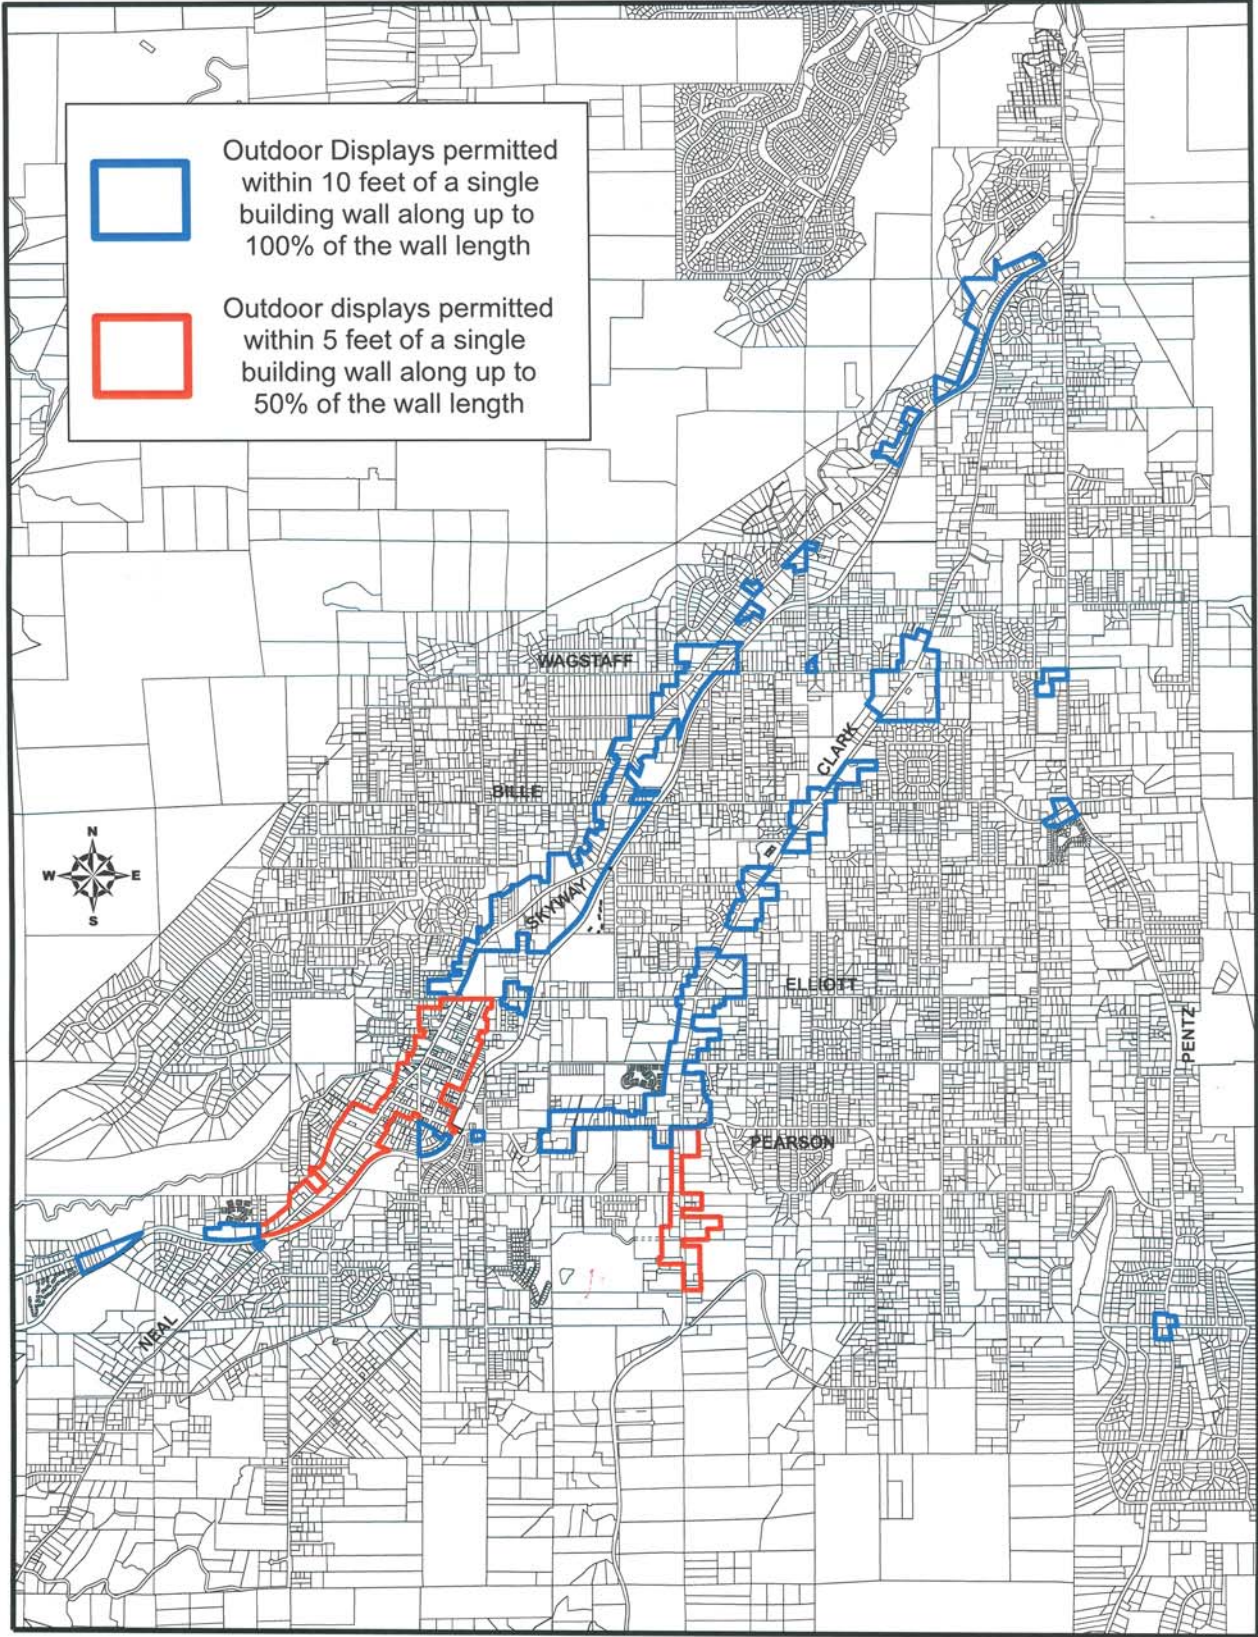 Outdoor Displays permitted
within 10 feet of a single
building wall along up to
100% of the wall length
Outdoor displays permitted
within 5 feet of a single
building wall along up to
50% of the wall length
WAGSTAFF
CLARK
BILLE
N
W E
S
SKYWAY
ELLIOTT
PENTZ
PEARSON
NEAL